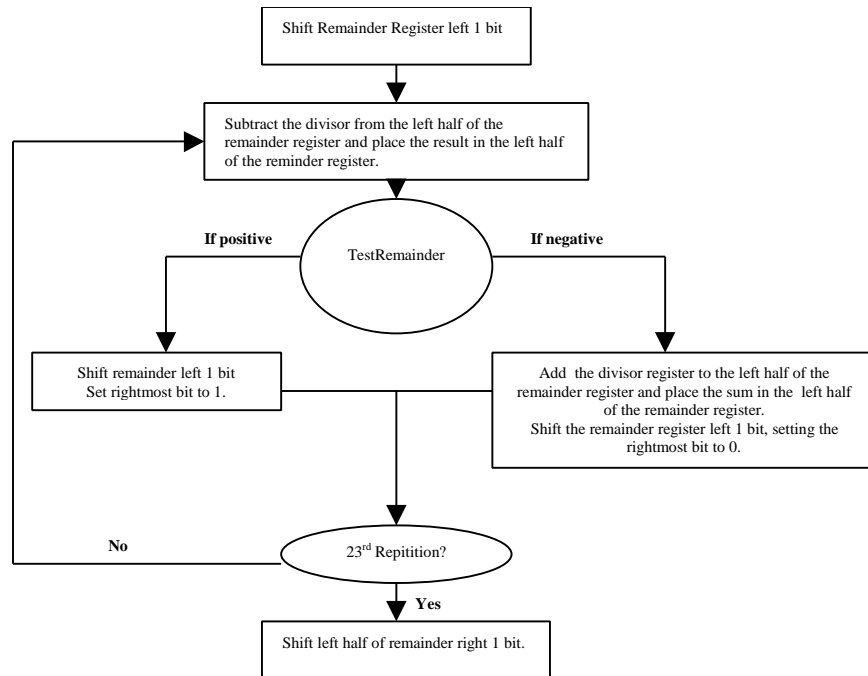 Shift Remainder Register left 1 bit
Subtract the divisor from the left half of the
remainder register and place the result in the left half
of the reminder register.
If positive
If negative
TestRemainder
Shift remainder left 1 bit
Set rightmost bit to 1.
Add the divisor register to the left half of the
remainder register and place the sum in the left half
of the remainder register.
Shift the remainder register left 1 bit, setting the
rightmost bit to 0.
No
23rd Repitition?
Yes
Shift left half of remainder right 1 bit.